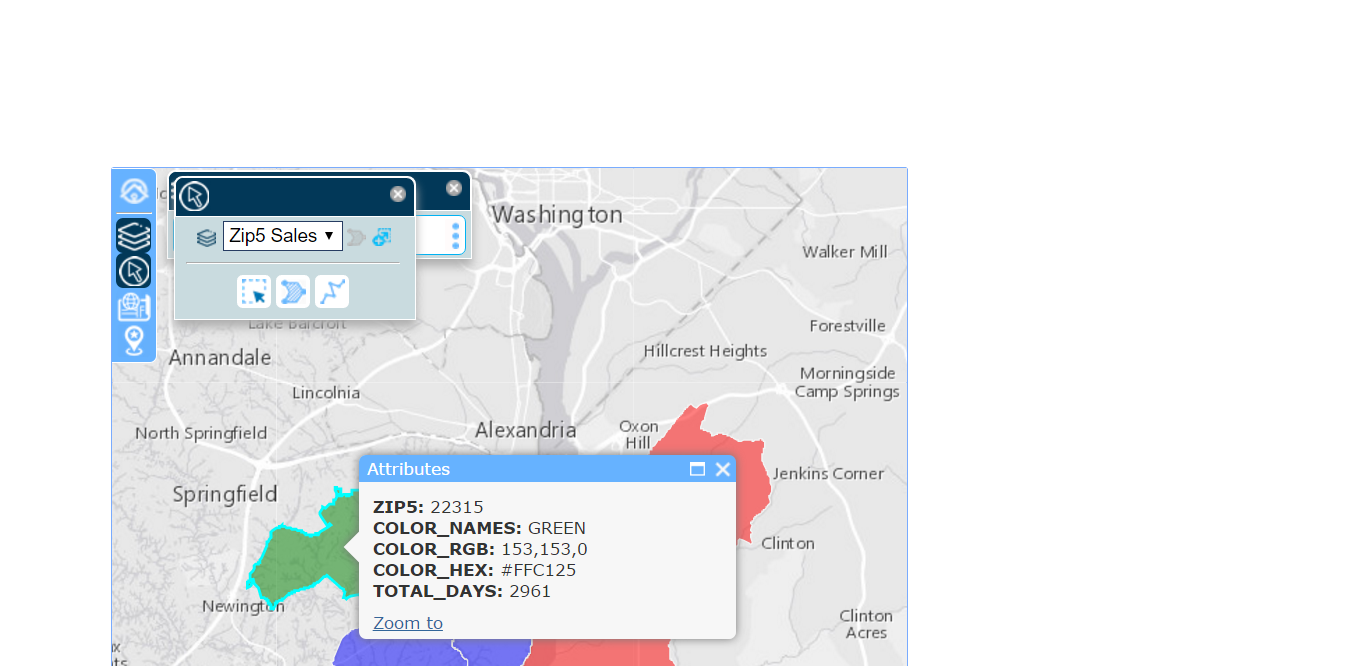 Washington
Zip5 Sales ▼
Walker Mill
Lake Barcroft
Forestville
Annandale
Hillcrest Heights
Morningside
Camp Springs
Lincolnia
North Springfield
Alexandria
Oxon
Hill
Attributes
Jenkins Corner
Springfield
ZIP5: 22315
COLOR_NAMES: GREEN
COLOR_RGB: 153,153,0
COLOR_HEX: #FFC125
TOTAL_DAYS: 2961
Zoom to
Clinton
Newington
Clinton
Acres